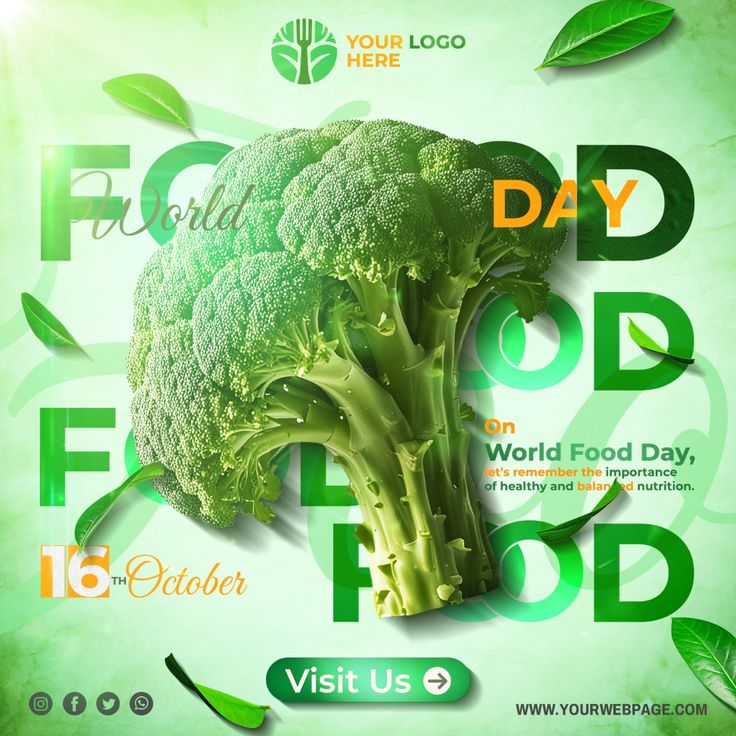 YOUR LOGO
HERE
FOOD
World
DAY
FOOD
On
World Food Day,
let's remember the importance
of healthy and balanced nutrition.
FOOD
16TH October
FOOD
Visit Us
WWW.YOURWEBPAGE.COM